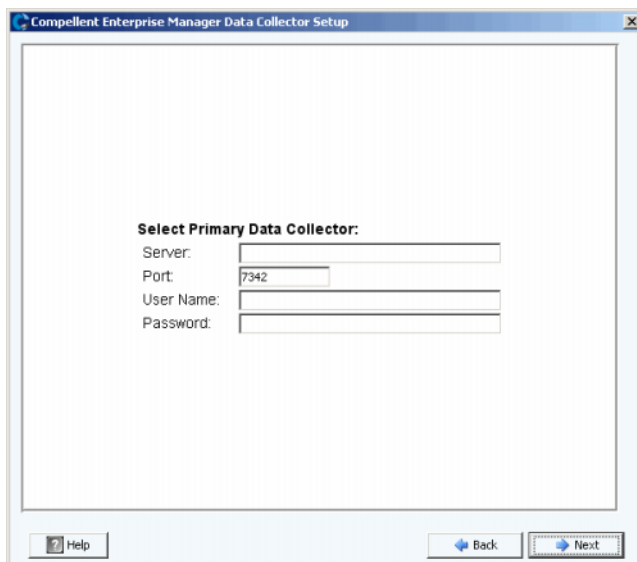 Compellent Enterprise Manager Data Collector Setup
Select Primary Data Collector:
Server:
Port: 7342
User Name:
Password:
Help
Back
Next